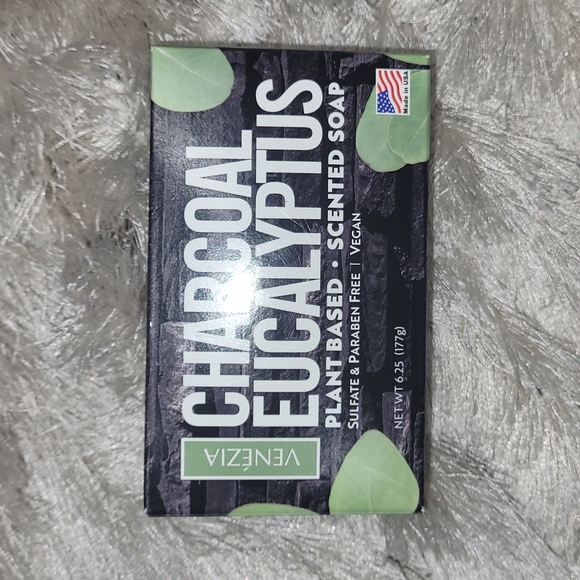 VENÉZIA
CHARCOAL
EUCALYPTUS
PLANT BASED • SCENTED SOAP
SULFATE & PARABEN FREE | VEGAN
NET WT 6.25 (177g)
Made in USA